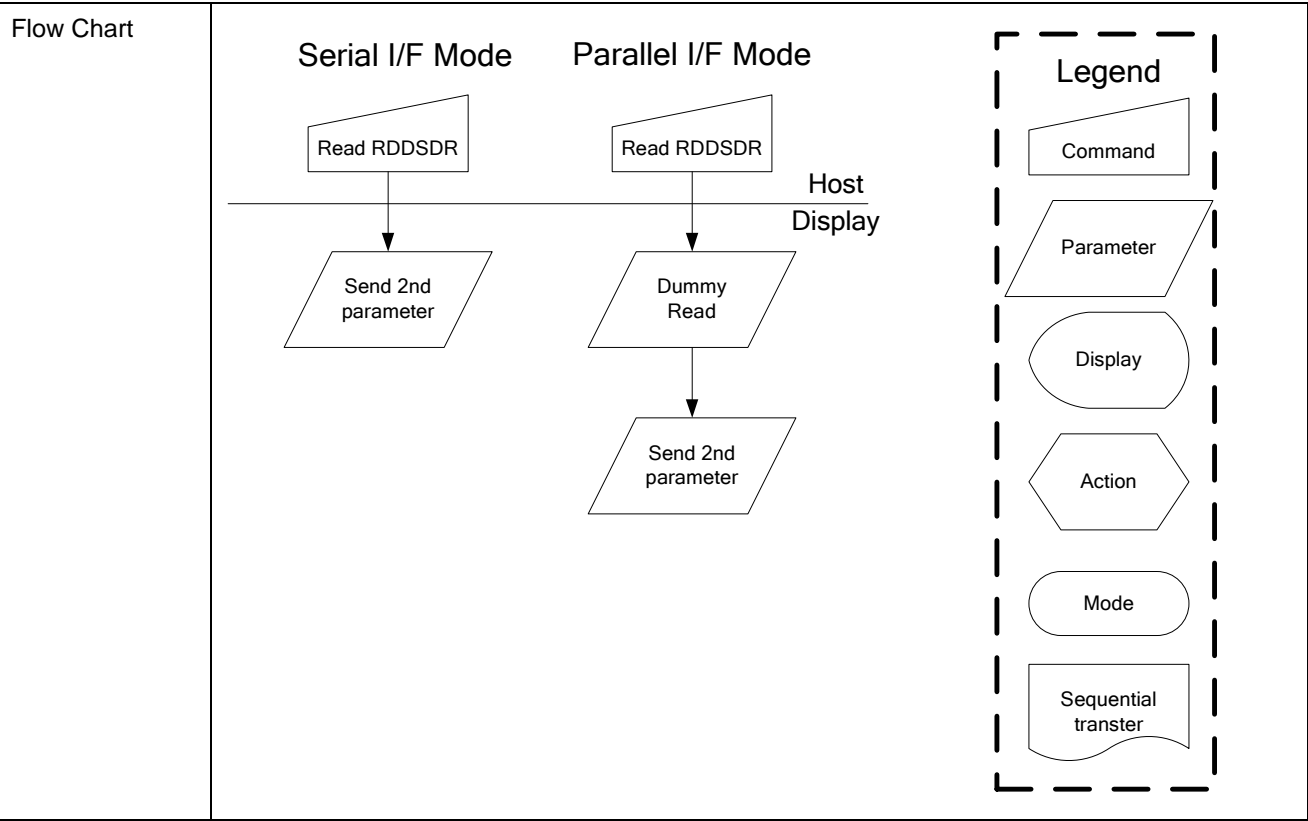 Flow Chart
Serial I/F Mode
Parallel I/F Mode
Read RDDSDR
Read RDDSDR
Host
Display
Send 2nd
parameter
Dummy
Read
Send 2nd
parameter
Legend
Command
Parameter
Display
Action
Mode
Sequential
transter